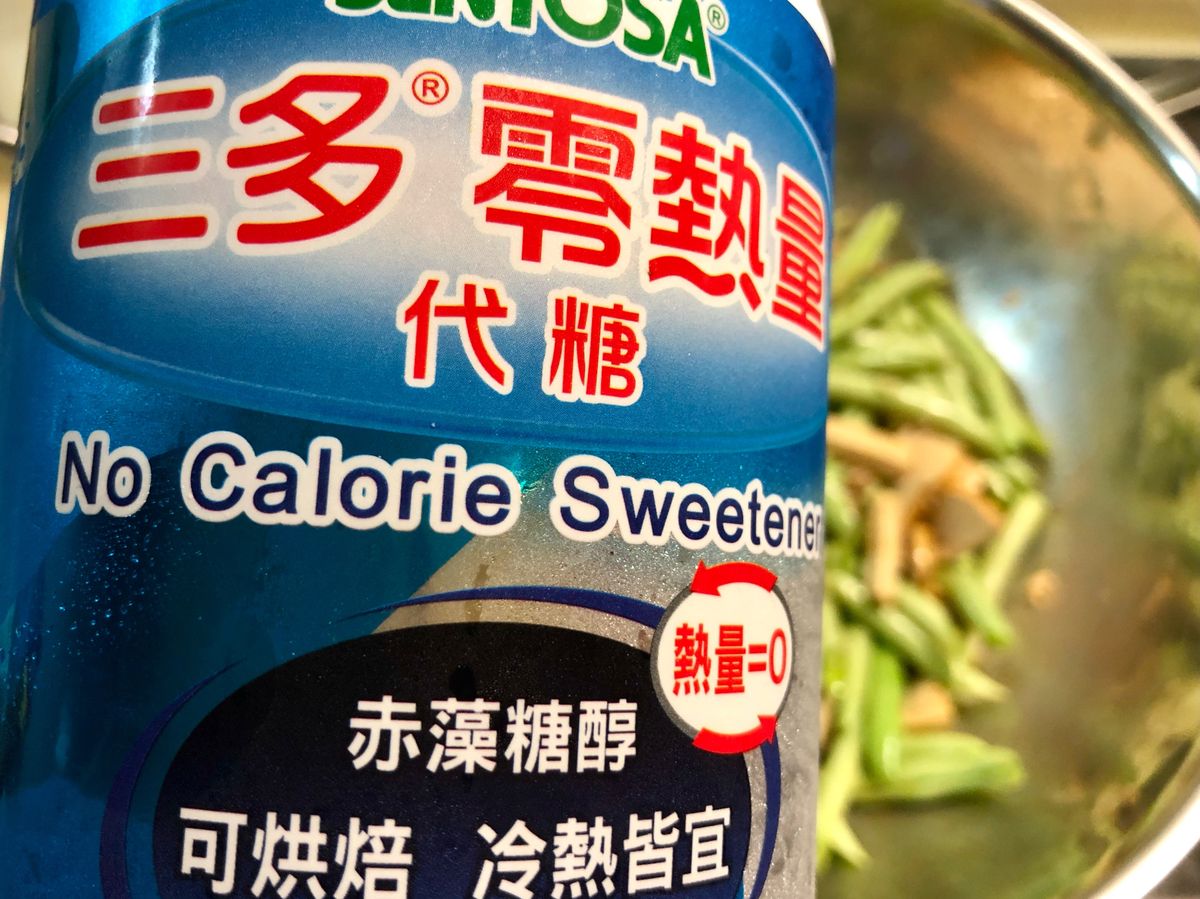 SENTOSA®
三多® 零熱量
代糖
No Calorie Sweetener
熱量=0
赤藻糖醇
可烘焙 冷熱皆宜